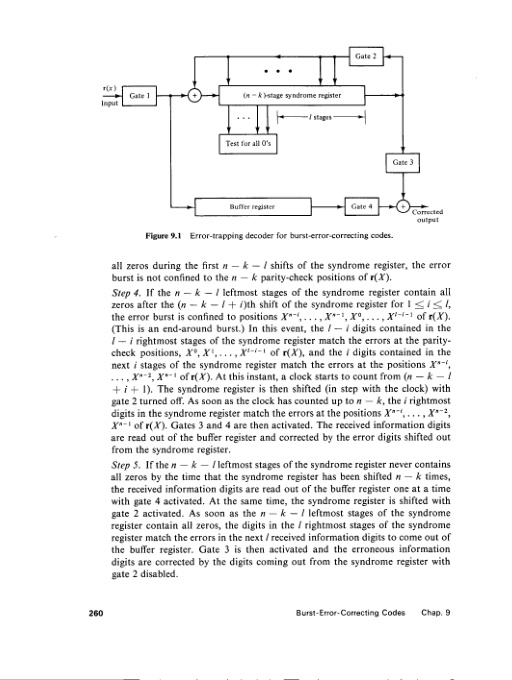 Gate 2
r(x)
Input
Gate 1
+
(n − k)-stage syndrome register
l stages
Test for all 0's
Gate 3
Buffer register
Gate 4
+
Corrected
output
Figure 9.1 Error-trapping decoder for burst-error-correcting codes.
all zeros during the first n − k − l shifts of the syndrome register, the error
burst is not confined to the n − k parity-check positions of r(X).
Step 4. If the n − k − l leftmost stages of the syndrome register contain all
zeros after the (n − k − l + i)th shift of the syndrome register for 1 ≤ i ≤ l,
the error burst is confined to positions Xⁿ⁻ⁱ, . . . , Xⁿ⁻¹, X⁰, . . . , Xˡ⁻ⁱ⁻¹ of r(X).
(This is an end-around burst.) In this event, the l − i digits contained in the
l − i rightmost stages of the syndrome register match the errors at the parity-
check positions, X⁰, X¹, . . . , Xˡ⁻ⁱ⁻¹ of r(X), and the i digits contained in the
next i stages of the syndrome register match the errors at the positions Xⁿ⁻ⁱ,
. . . , Xⁿ⁻², Xⁿ⁻¹ of r(X). At this instant, a clock starts to count from (n − k − l
+ i + 1). The syndrome register is then shifted (in step with the clock) with
gate 2 turned off. As soon as the clock has counted up to n − k, the i rightmost
digits in the syndrome register match the errors at the positions Xⁿ⁻ⁱ, . . . , Xⁿ⁻²,
Xⁿ⁻¹ of r(X). Gates 3 and 4 are then activated. The received information digits
are read out of the buffer register and corrected by the error digits shifted out
from the syndrome register.
Step 5. If the n − k − l leftmost stages of the syndrome register never contains
all zeros by the time that the syndrome register has been shifted n − k times,
the received information digits are read out of the buffer register one at a time
with gate 4 activated. At the same time, the syndrome register is shifted with
gate 2 activated. As soon as the n − k − l leftmost stages of the syndrome
register contain all zeros, the digits in the l rightmost stages of the syndrome
register match the errors in the next l received information digits to come out of
the buffer register. Gate 3 is then activated and the erroneous information
digits are corrected by the digits coming out from the syndrome register with
gate 2 disabled.
260 Burst-Error-Correcting Codes Chap. 9